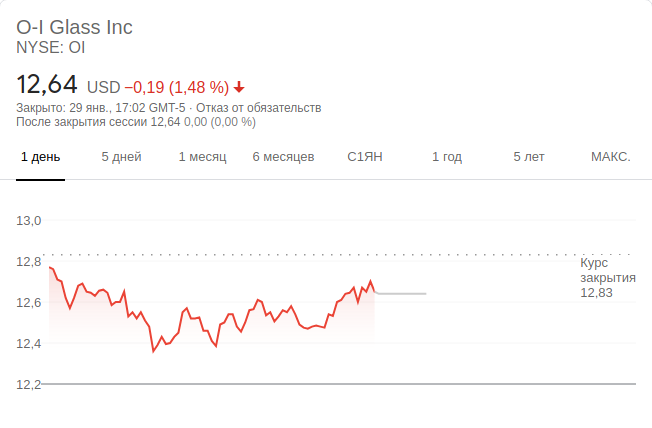 O-I Glass Inc
NYSE: OI
12,64 USD −0,19 (1,48 %)
Закрыто: 29 янв., 17:02 GMT-5 · Отказ от обязательств
После закрытия сессии 12,64 0,00 (0,00 %)
1 день 5 дней 1 месяц 6 месяцев С1ЯН 1 год 5 лет МАКС.
13,0
12,8
12,6
12,4
12,2
Курс
закрытия
12,83